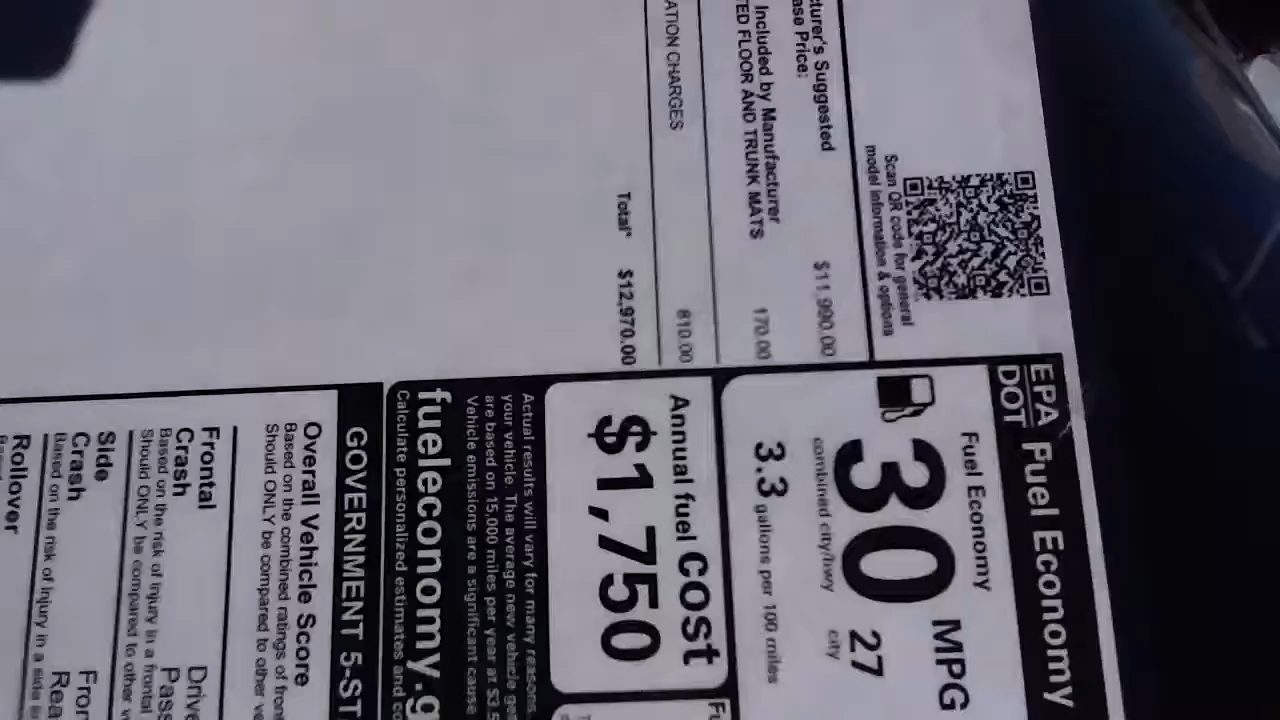 turer's Suggested
ase Price:
$11,990.00
Included by Manufacturer
TED FLOOR AND TRUNK MATS
170.00
ATION CHARGES
810.00
Total* $12,970.00
Scan QR code for general
model information & options
EPA
DOT
Fuel Economy
Fuel Economy
30 MPG
27
combined city/hwy
city
3.3 gallons per 100 miles
Annual fuel cost
$1,750
Actual results will vary for many reasons,
your vehicle. The average new vehicle ge
are based on 15,000 miles per year at $3.5
Vehicle emissions are a significant cause
fueleconomy.g
Calculate personalized estimates and co
GOVERNMENT 5-ST
Overall Vehicle Score
Based on the combined ratings of front
Should ONLY be compared to other ve
Frontal Drive
Crash Pass
Based on the risk of injury in a frontal
Should ONLY be compared to other v
Side Fron
Crash Rea
Based on the risk of injury in a side
Rollover